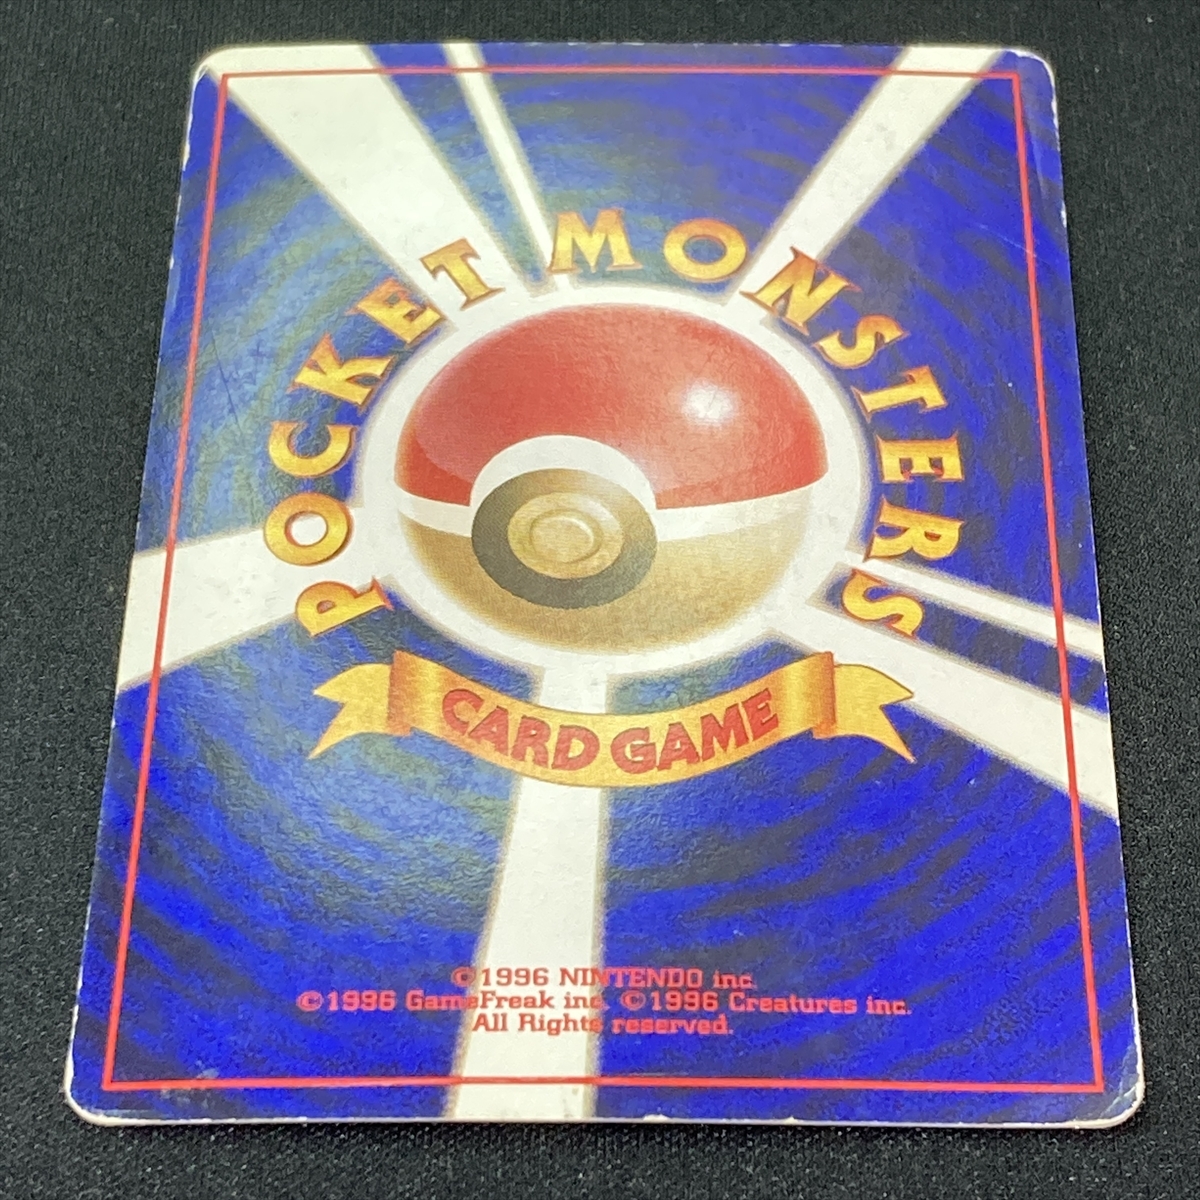 POCKET MONSTERS
CARD GAME
©1996 NINTENDO inc.
©1996 GameFreak inc. ©1996 Creatures inc.
All Rights reserved.